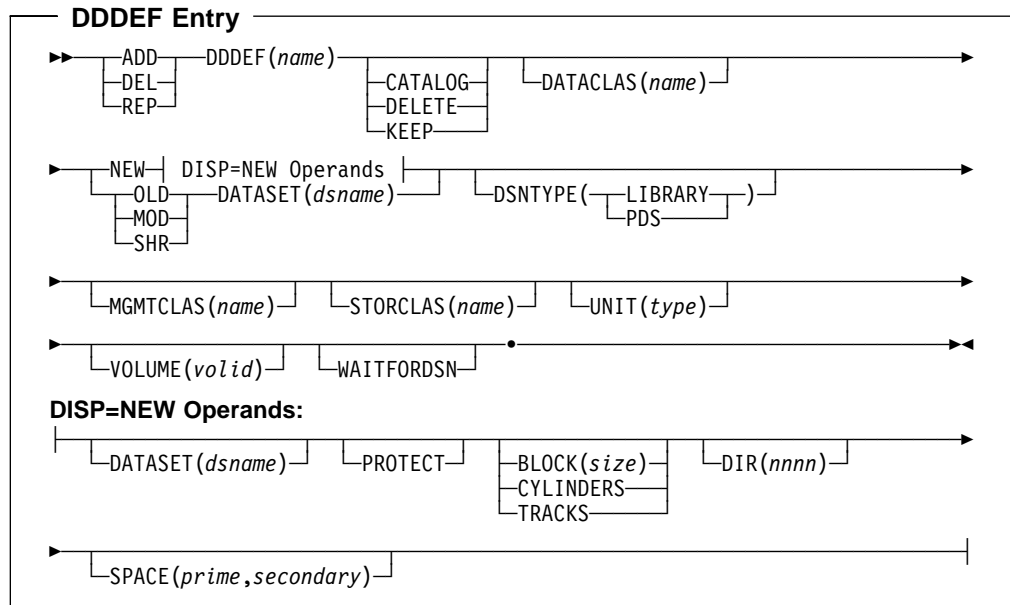 DDDEF Entry
ADD DDDEF(name)
DEL CATALOG DATACLAS(name)
REP DELETE
KEEP
NEW DISP=NEW Operands
OLD DATASET(dsname) DSNTYPE( LIBRARY )
MOD PDS
SHR
MGMTCLAS(name) STORCLAS(name) UNIT(type)
VOLUME(volid) WAITFORDSN
DISP=NEW Operands:
DATASET(dsname) PROTECT BLOCK(size) DIR(nnnn)
CYLINDERS
TRACKS
SPACE(prime,secondary)